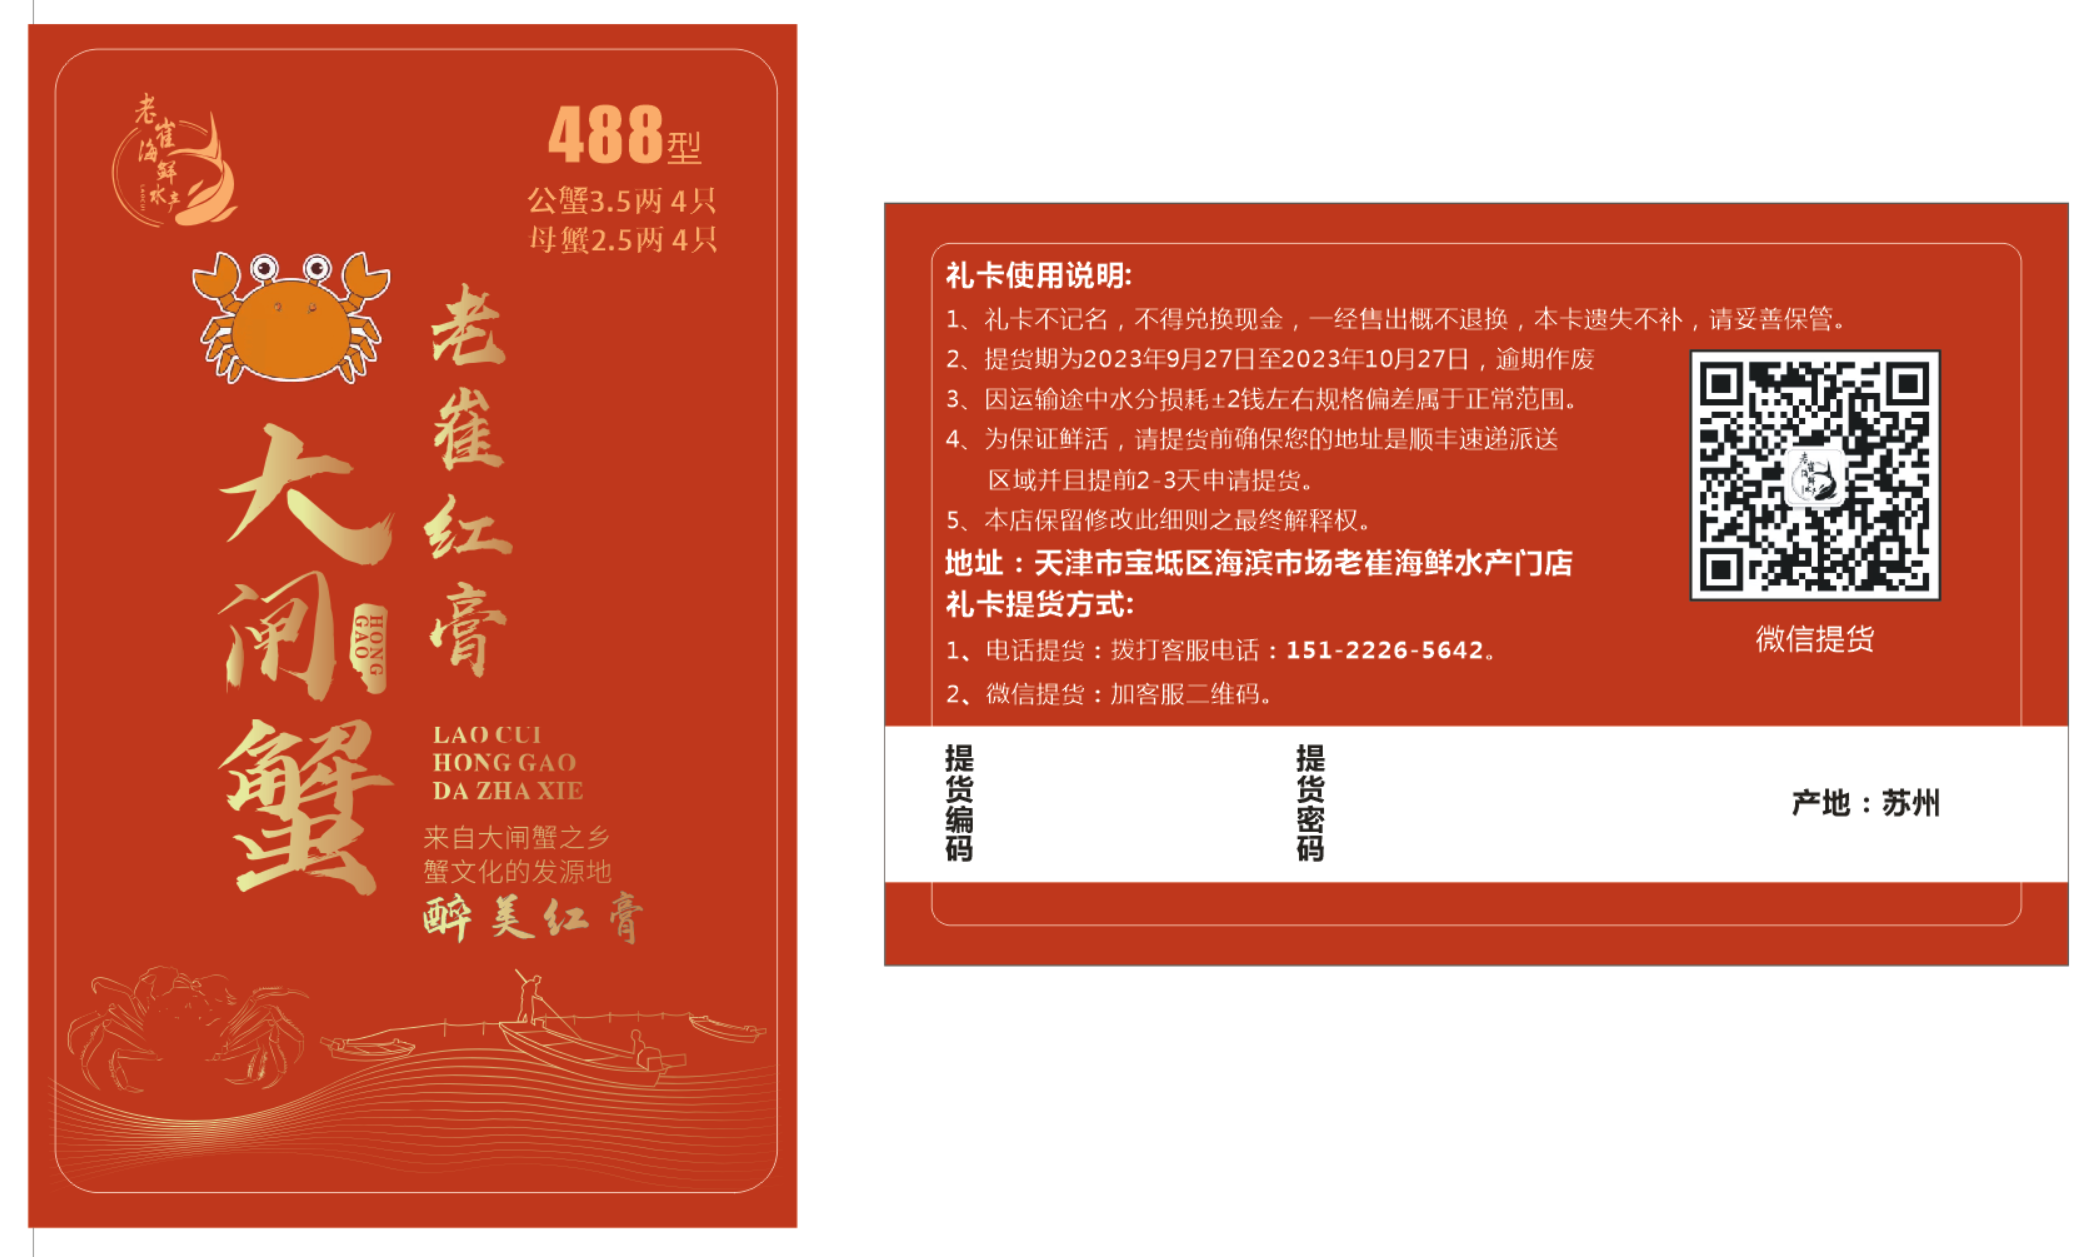 老崔海鲜水产
LAOCUI
488型
公蟹3.5两 4只
母蟹2.5两 4只
老崔红膏
大闸蟹
HONG
GAO
LAO CUI
HONG GAO
DA ZHA XIE
来自大闸蟹之乡
蟹文化的发源地
醉美红膏
礼卡使用说明:
1、礼卡不记名，不得兑换现金，一经售出概不退换，本卡遗失不补，请妥善保管。
2、提货期为2023年9月27日至2023年10月27日，逾期作废
3、因运输途中水分损耗±2钱左右规格偏差属于正常范围。
4、为保证鲜活，请提货前确保您的地址是顺丰速递派送
区域并且提前2-3天申请提货。
5、本店保留修改此细则之最终解释权。
地址：天津市宝坻区海滨市场老崔海鲜水产门店
礼卡提货方式:
1、电话提货：拨打客服电话：151-2226-5642。
2、微信提货：加客服二维码。
老崔海鲜水产
微信提货
提货编码
提货密码
产地：苏州